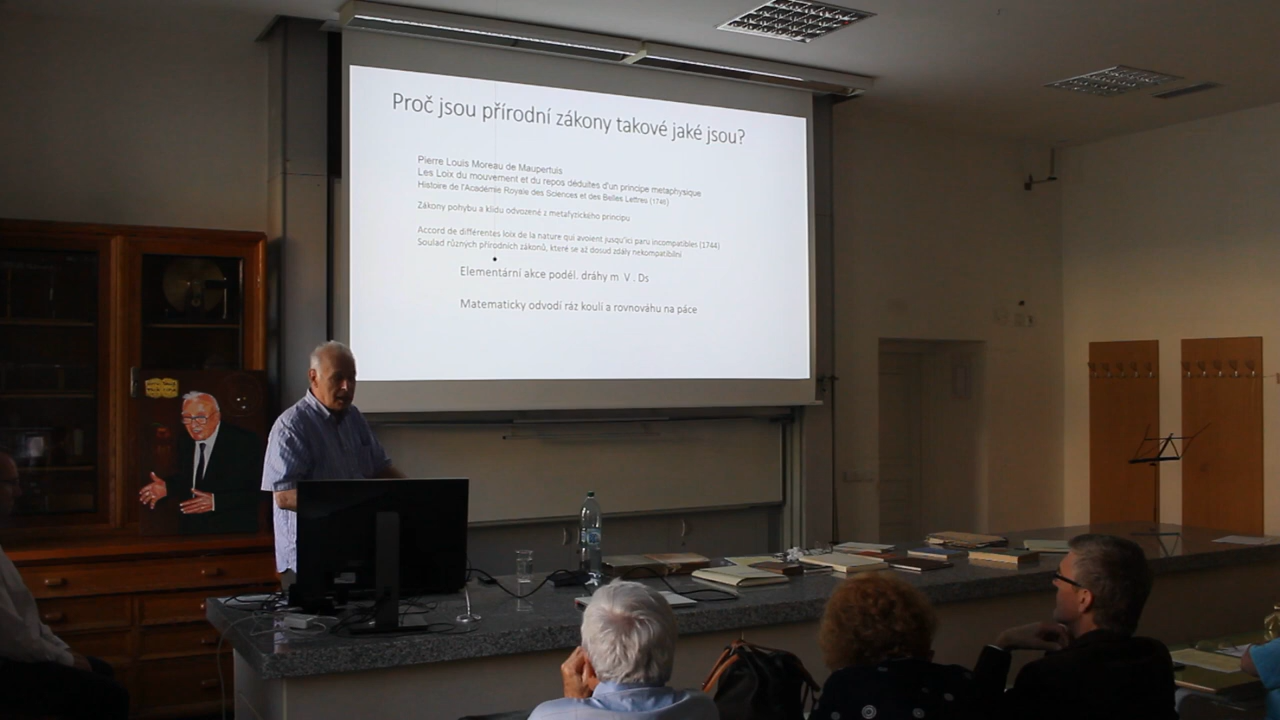 Proč jsou přírodní zákony takové jaké jsou?
Pierre Louis Moreau de Maupertuis
Les Loix du mouvement et du repos déduites d'un principe metaphysique
Histoire de l'Académie Royale des Sciences et des Belles Lettres (1746)
Zákony pohybu a klidu odvozené z metafyzického principu
Accord de différentes loix de la nature qui avoient jusqu'ici paru incompatibles (1744)
Soulad různých přírodních zákonů, které se až dosud zdály nekompatibilní
Elementární akce podél. dráhy m V . Ds
Matematicky odvodí ráz koulí a rovnováhu na páce